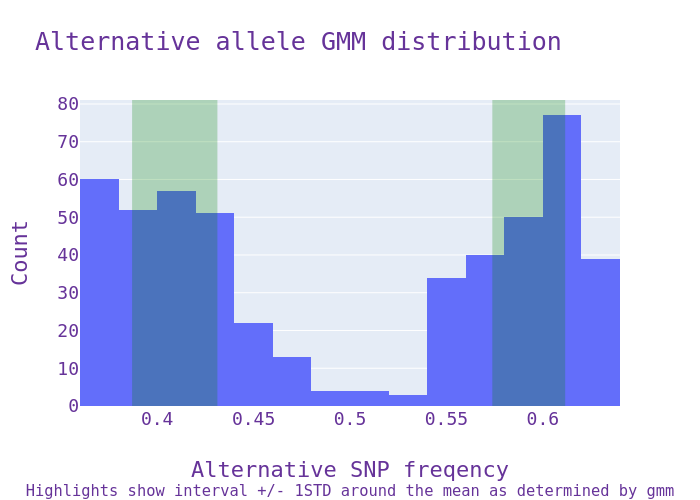 Alternative allele GMM distribution
80
70
60
50
40
30
20
10
0
Count
0.4 0.45 0.5 0.55 0.6
Alternative SNP freqency
Highlights show interval +/- 1STD around the mean as determined by gmm